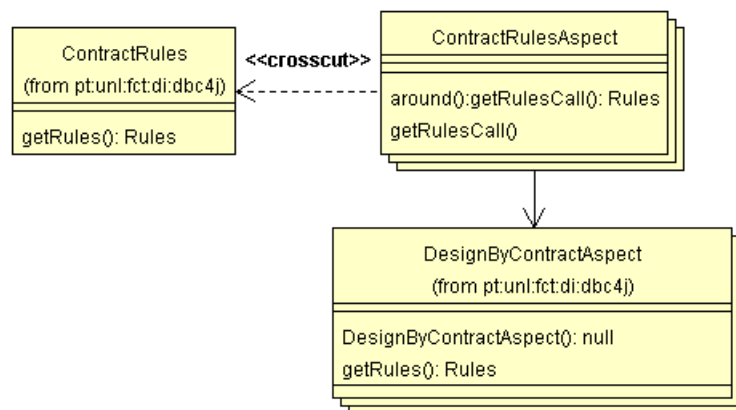 ContractRules
(from pt:unl:fct:di:dbc4j)
getRules(): Rules
<<crosscut>>
ContractRulesAspect
around():getRulesCall(): Rules
getRulesCall()
DesignByContractAspect
(from pt:unl:fct:di:dbc4j)
DesignByContractAspect(): null
getRules(): Rules